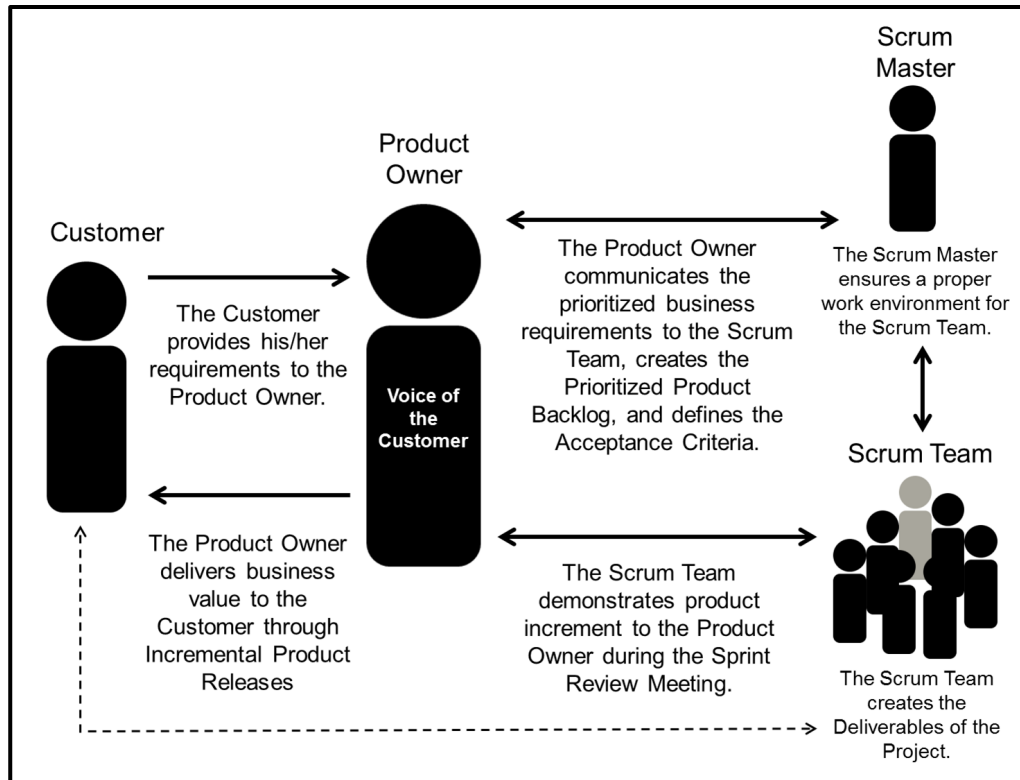 Scrum
Master
Product
Owner
Customer
The Customer
provides his/her
requirements to the
Product Owner.
Voice of
the
Customer
The Product Owner
communicates the
prioritized business
requirements to the Scrum
Team, creates the
Prioritized Product
Backlog, and defines the
Acceptance Criteria.
The Scrum Master
ensures a proper
work environment for
the Scrum Team.
Scrum Team
The Product Owner
delivers business
value to the
Customer through
Incremental Product
Releases
The Scrum Team
demonstrates product
increment to the Product
Owner during the Sprint
Review Meeting.
The Scrum Team
creates the
Deliverables of the
Project.